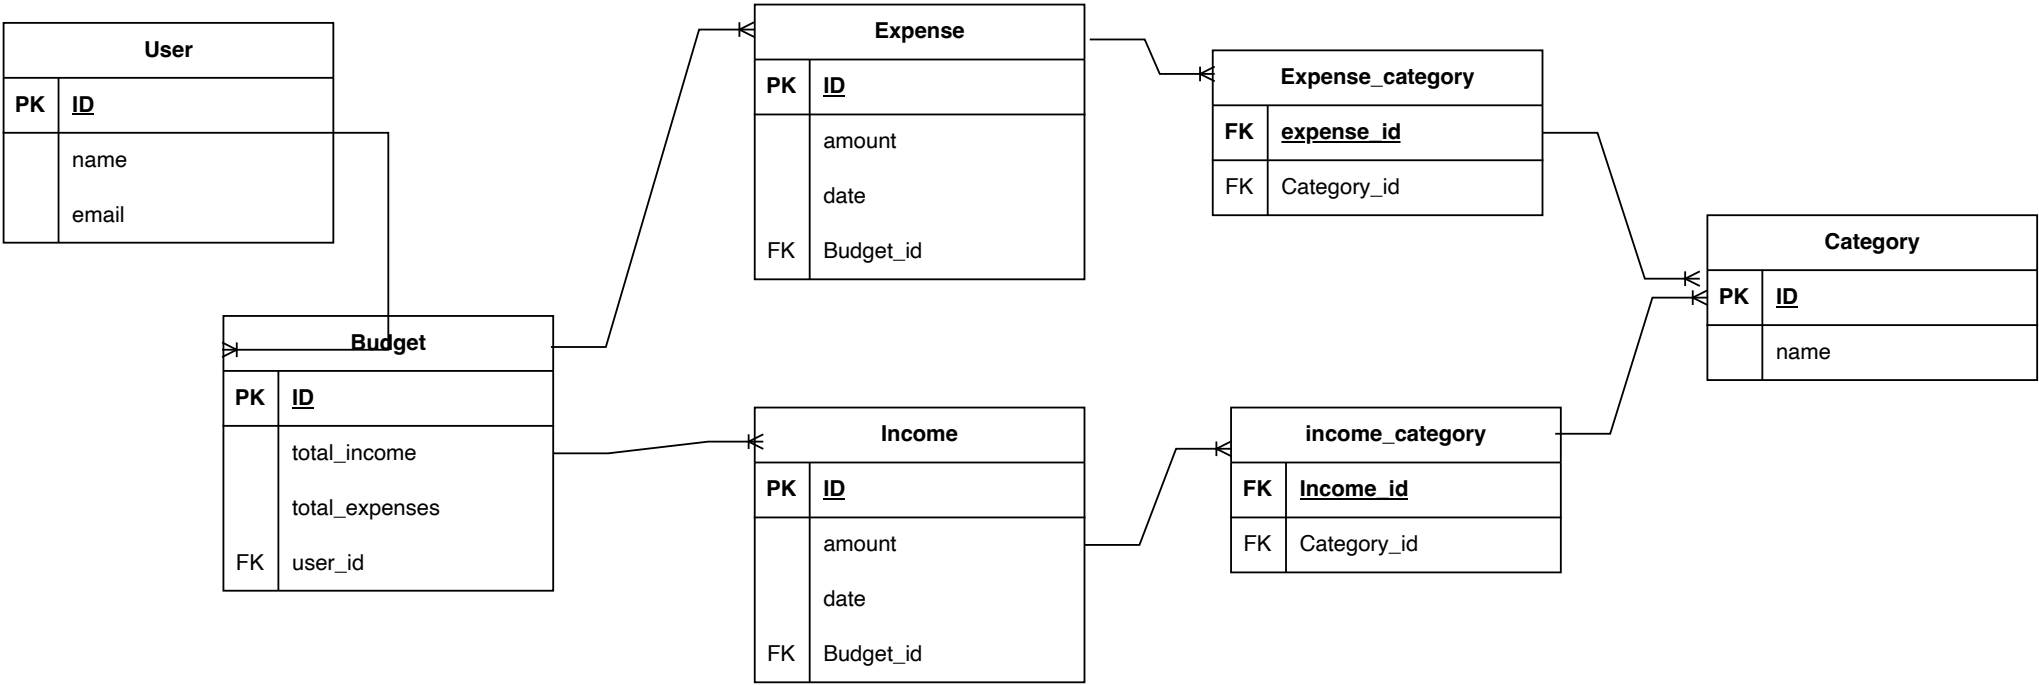 User
PK ID
name
email
Budget
PK ID
total_income
total_expenses
FK user_id
Expense
PK ID
amount
date
FK Budget_id
Income
PK ID
amount
date
FK Budget_id
Expense_category
FK expense_id
FK Category_id
income_category
FK Income_id
FK Category_id
Category
PK ID
name